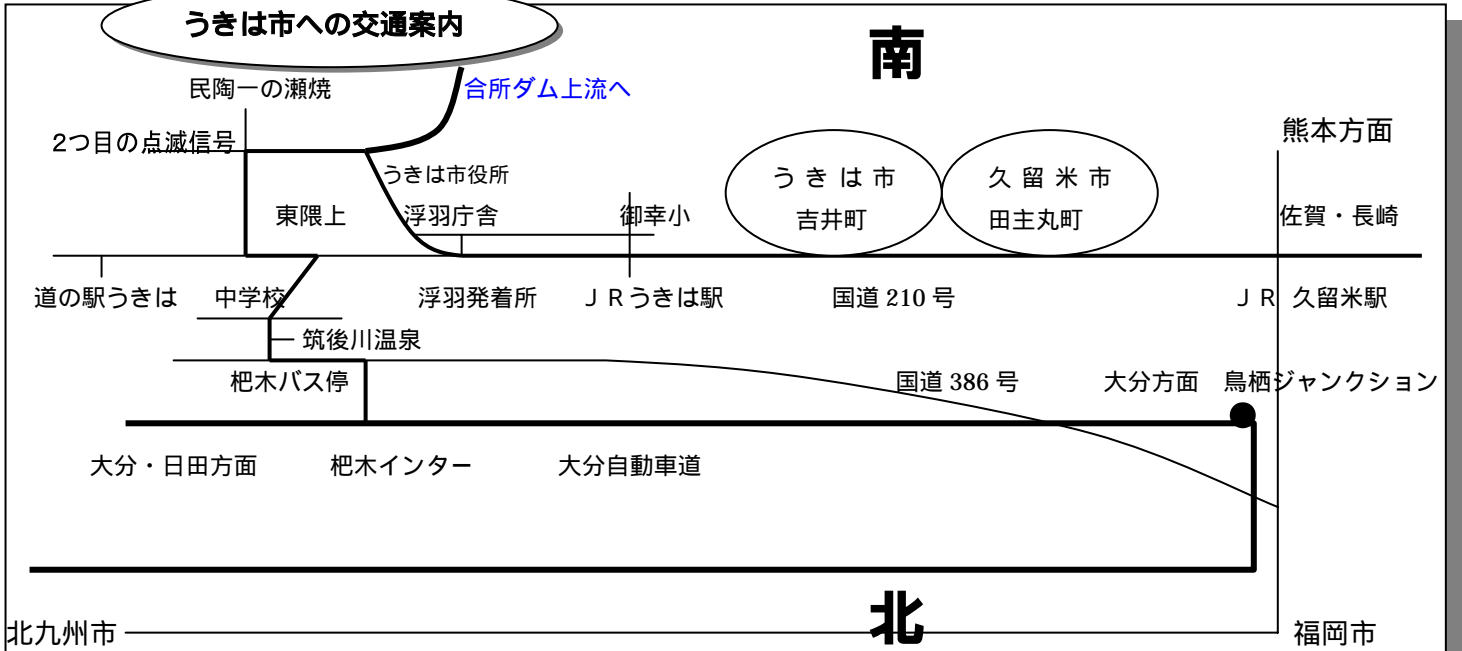 うきは市への交通案内
南
民陶一の瀬焼
合所ダム上流へ
2つ目の点滅信号
熊本方面
うきは市役所
うきは市
久留米市
東隈上
浮羽庁舎
御幸小
吉井町
田主丸町
佐賀・長崎
道の駅うきは
中学校
浮羽発着所
ＪＲうきは駅
国道210号
ＪＲ 久留米駅
筑後川温泉
杷木バス停
国道386号
大分方面
鳥栖ジャンクション
大分・日田方面
杷木インター
大分自動車道
北
北九州市
福岡市